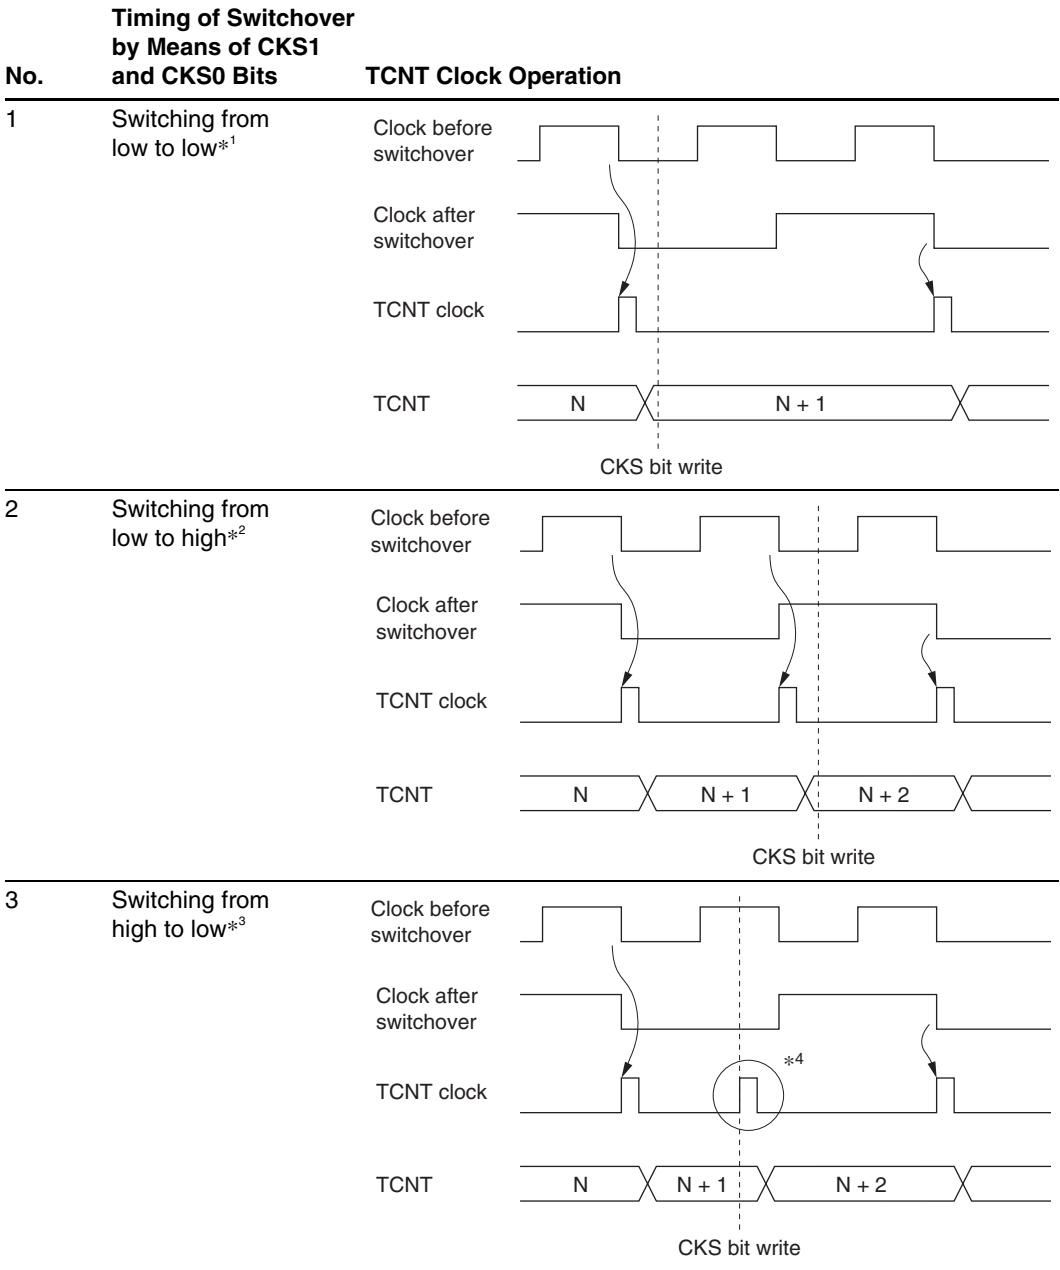 No.
Timing of Switchover
by Means of CKS1
and CKS0 Bits
TCNT Clock Operation
1
Switching from
low to low*1
Clock before
switchover
Clock after
switchover
TCNT clock
TCNT
N
N + 1
CKS bit write
2
Switching from
low to high*2
Clock before
switchover
Clock after
switchover
TCNT clock
TCNT
N
N + 1
N + 2
CKS bit write
3
Switching from
high to low*3
Clock before
switchover
Clock after
switchover
*4
TCNT clock
TCNT
N
N + 1
N + 2
CKS bit write